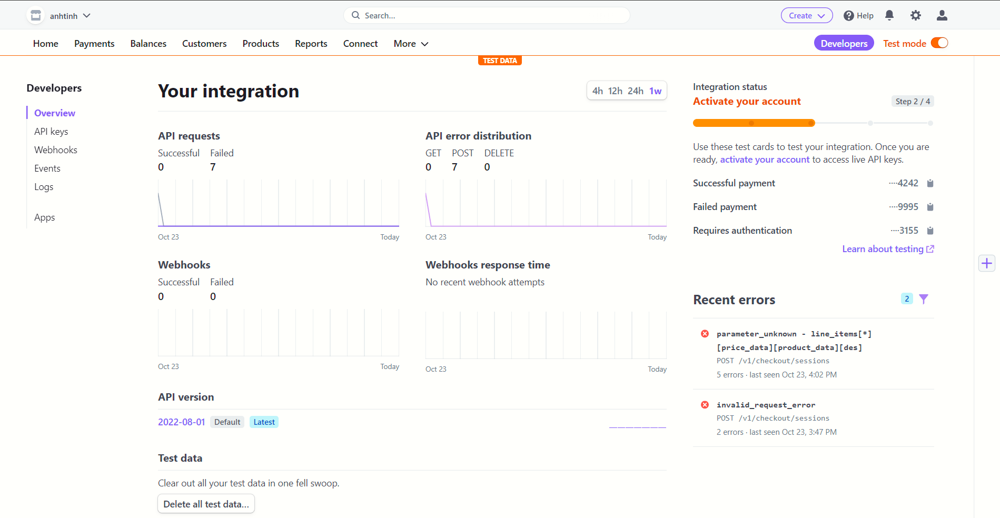 anhtinh
Search...
Create
Help
Home Payments Balances Customers Products Reports Connect More
Developers Test mode
TEST DATA
Developers
Overview
API keys
Webhooks
Events
Logs
Apps
Your integration
4h 12h 24h 1w
API requests
Successful Failed
0 7
Oct 23 Today
API error distribution
GET POST DELETE
0 7 0
Oct 23 Today
Webhooks
Successful Failed
0 0
Oct 23 Today
Webhooks response time
No recent webhook attempts
Oct 23 Today
API version
2022-08-01 Default Latest
Test data
Clear out all your test data in one fell swoop.
Delete all test data...
Integration status
Activate your account
Step 2 / 4
Use these test cards to test your integration. Once you are
ready, activate your account to access live API keys.
Successful payment ····4242
Failed payment ····9995
Requires authentication ····3155
Learn about testing
Recent errors 2
parameter_unknown - line_items[*]
[price_data][product_data][des]
POST /v1/checkout/sessions
5 errors · last seen Oct 23, 4:02 PM
invalid_request_error
POST /v1/checkout/sessions
2 errors · last seen Oct 23, 3:47 PM